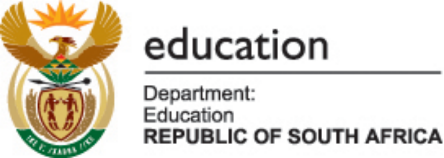 education
Department:
Education
REPUBLIC OF SOUTH AFRICA